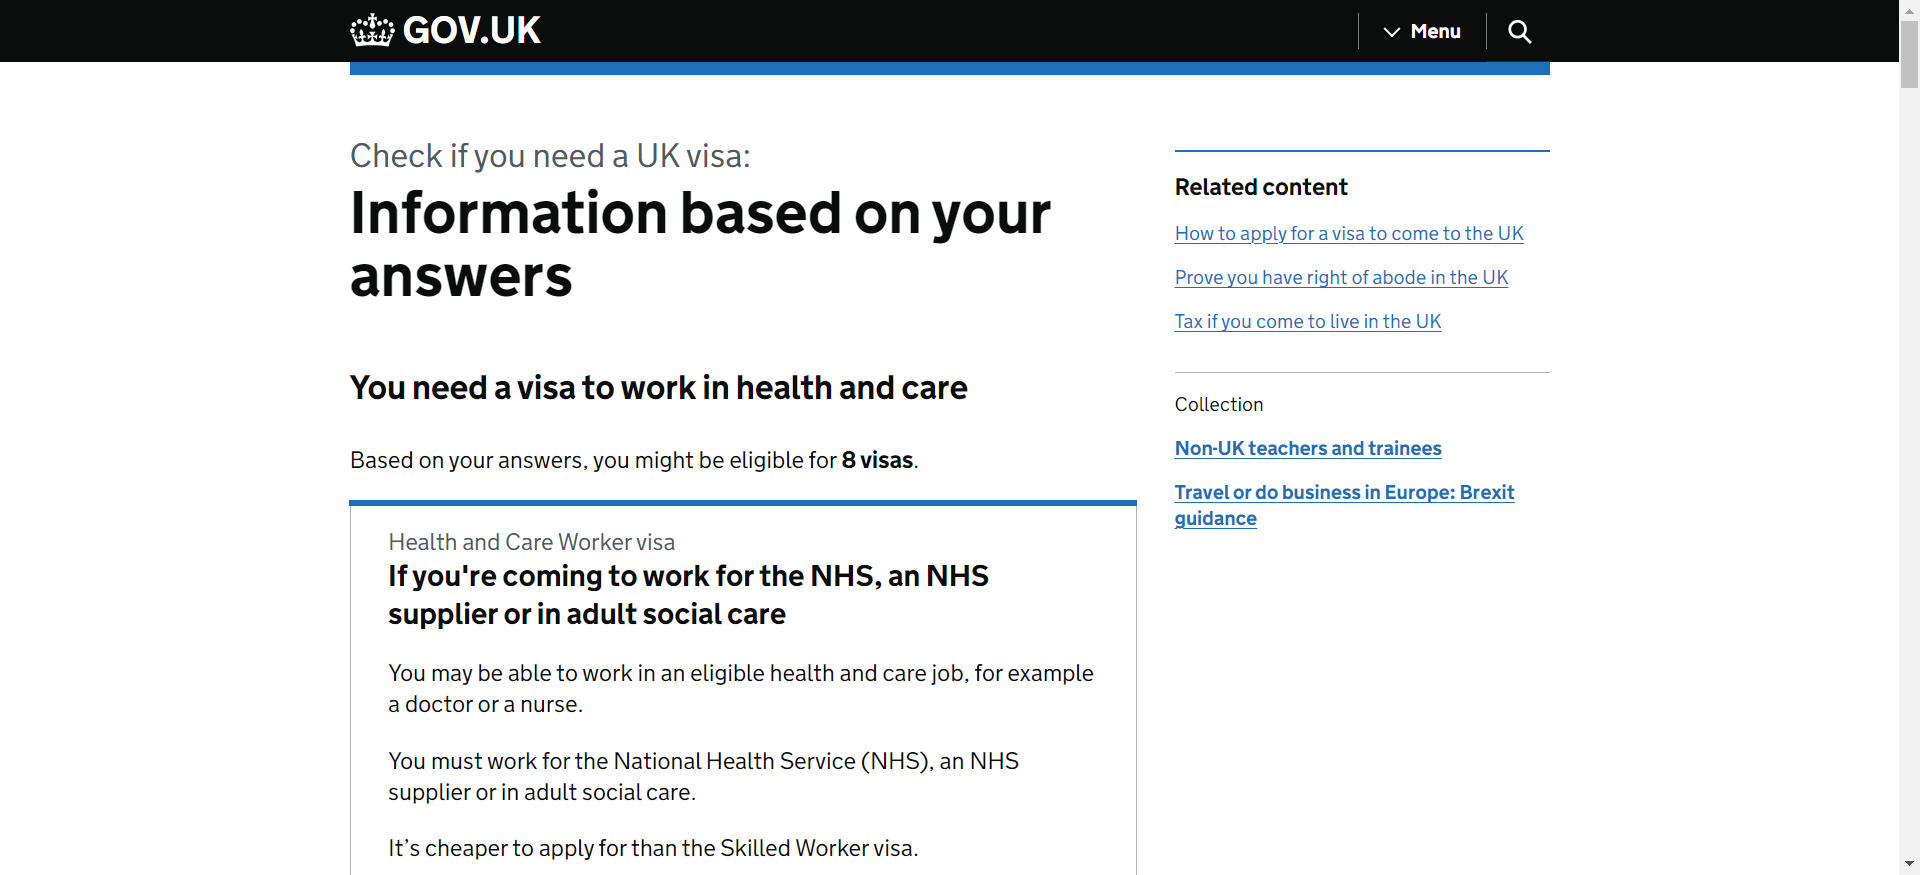 GOV.UK
Menu
Check if you need a UK visa:
Information based on your
answers
You need a visa to work in health and care
Based on your answers, you might be eligible for 8 visas.
Health and Care Worker visa
If you're coming to work for the NHS, an NHS
supplier or in adult social care
You may be able to work in an eligible health and care job, for example
a doctor or a nurse.
You must work for the National Health Service (NHS), an NHS
supplier or in adult social care.
It’s cheaper to apply for than the Skilled Worker visa.
Related content
How to apply for a visa to come to the UK
Prove you have right of abode in the UK
Tax if you come to live in the UK
Collection
Non-UK teachers and trainees
Travel or do business in Europe: Brexit
guidance